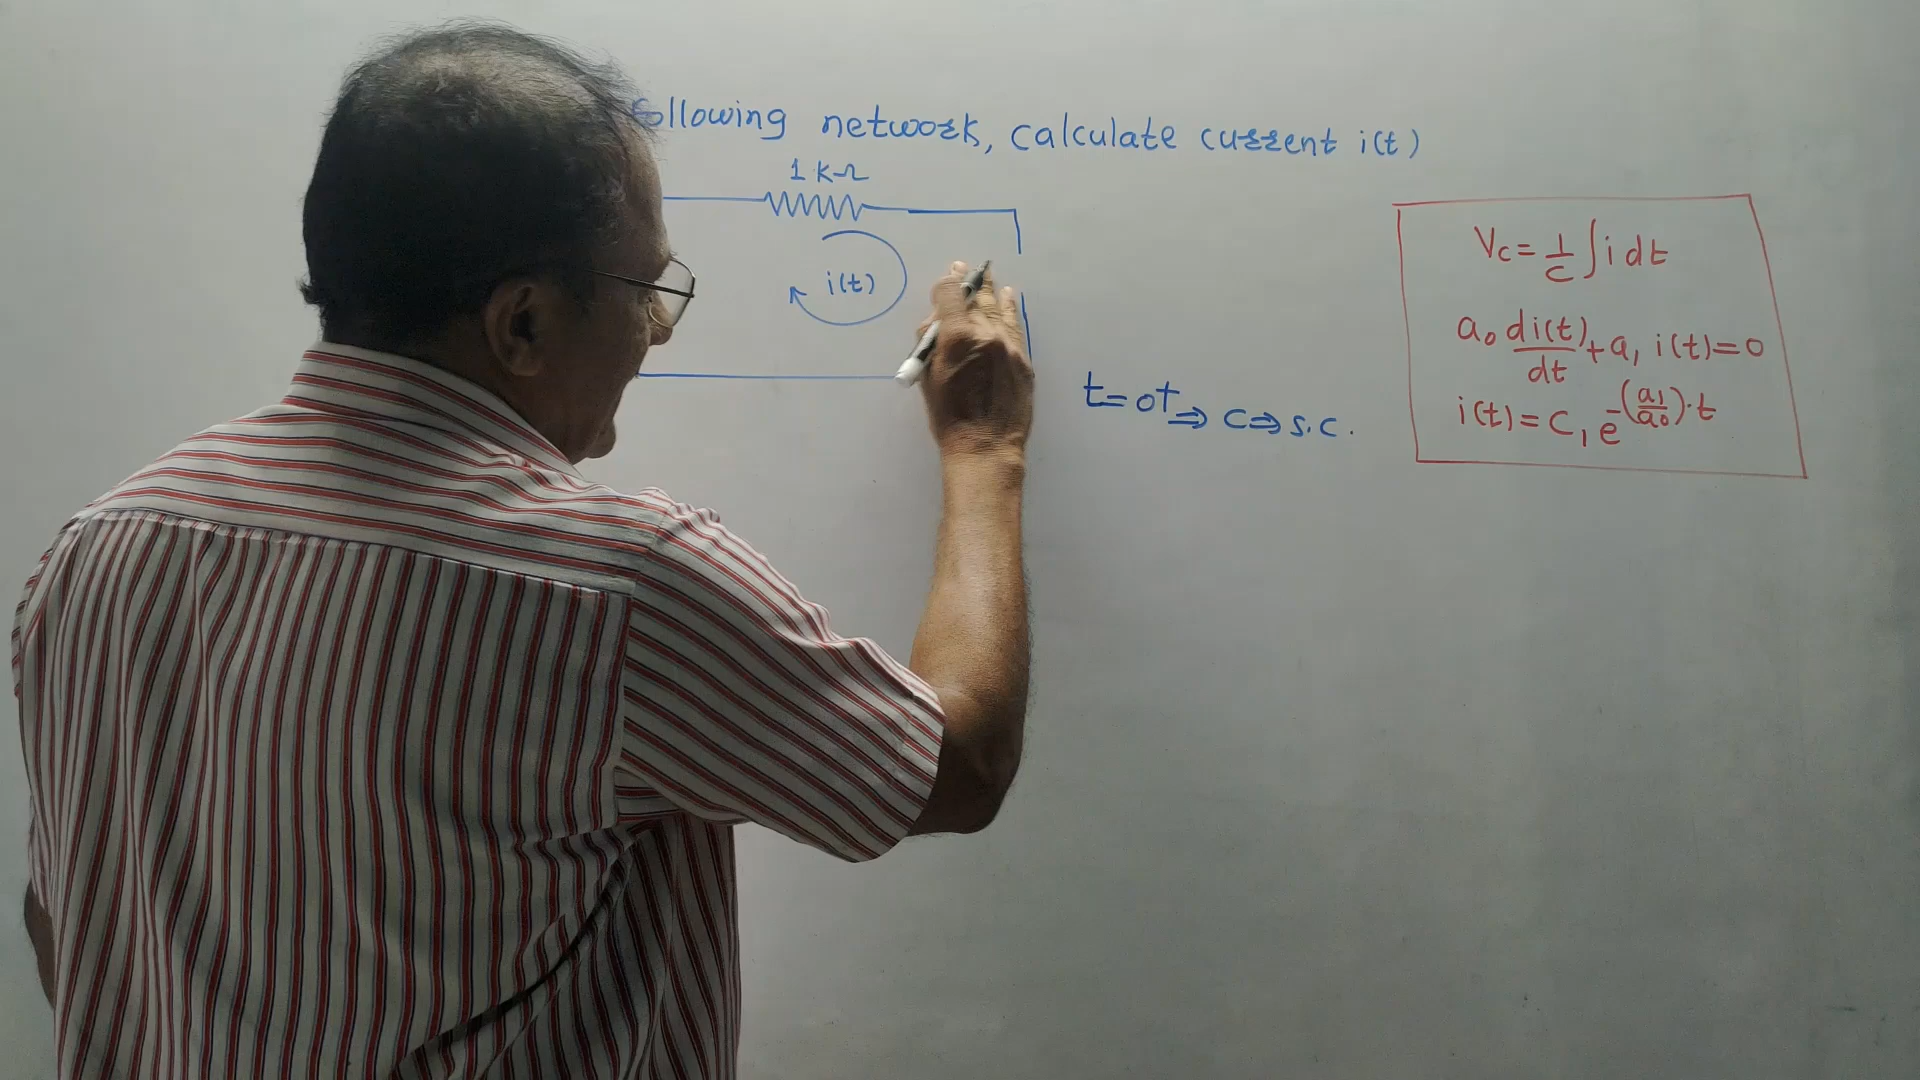 following network, calculate current i(t)
1 KΩ
i(t)
t=0+ ⇒ C ⇒ S.C.
Vc = 1/C ∫ i dt
a₀ di(t)/dt + a₁ i(t) = 0
i(t) = C₁ e^-(a₁/a₀)·t